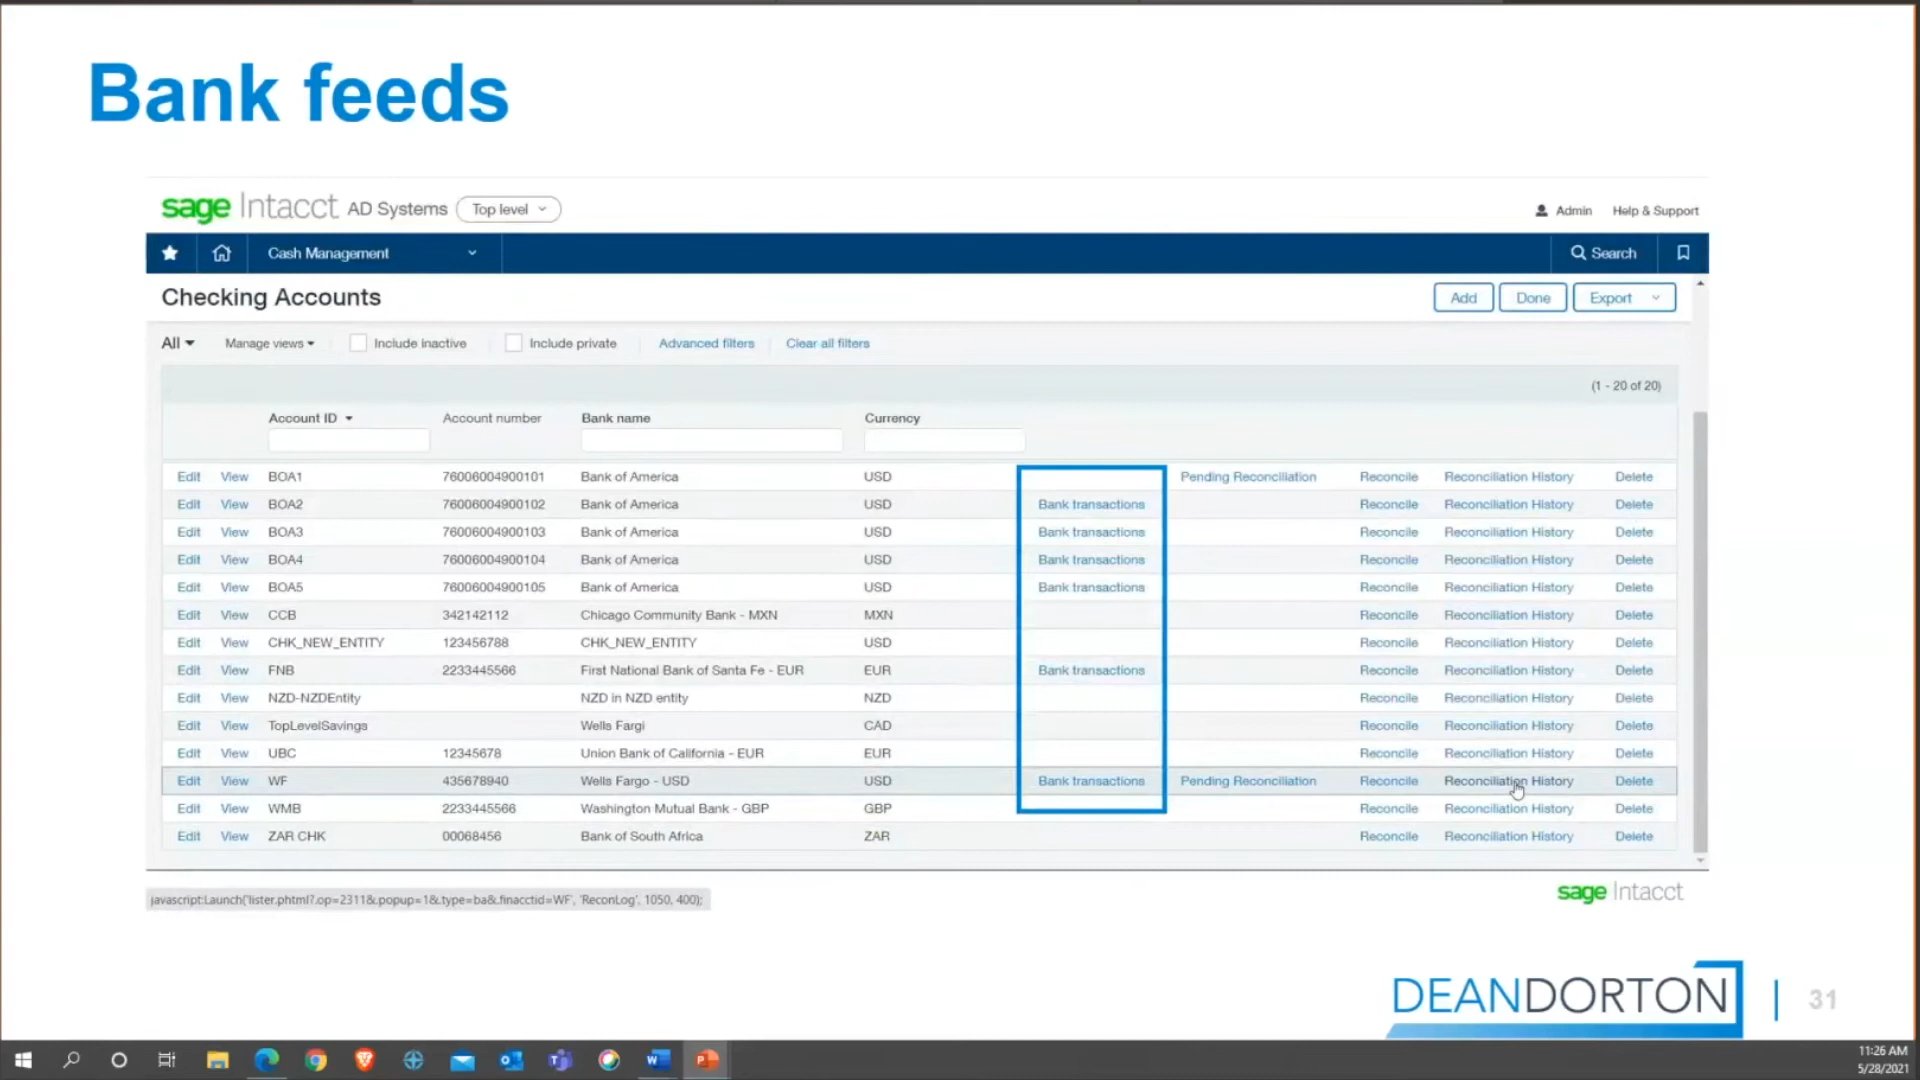 Bank feeds
sage Intacct AD Systems Top level
Admin Help & Support
Cash Management Search
Checking Accounts Add Done Export
All Manage views Include inactive Include private Advanced filters Clear all filters
(1 - 20 of 20)
Account ID Account number Bank name Currency
Edit View BOA1 76006004900101 Bank of America USD Pending Reconciliation Reconcile Reconciliation History Delete
Edit View BOA2 76006004900102 Bank of America USD Bank transactions Reconcile Reconciliation History Delete
Edit View BOA3 76006004900103 Bank of America USD Bank transactions Reconcile Reconciliation History Delete
Edit View BOA4 76006004900104 Bank of America USD Bank transactions Reconcile Reconciliation History Delete
Edit View BOA5 76006004900105 Bank of America USD Bank transactions Reconcile Reconciliation History Delete
Edit View CCB 342142112 Chicago Community Bank - MXN MXN Reconcile Reconciliation History Delete
Edit View CHK_NEW_ENTITY 123456788 CHK_NEW_ENTITY USD Reconcile Reconciliation History Delete
Edit View FNB 2233445566 First National Bank of Santa Fe - EUR EUR Bank transactions Reconcile Reconciliation History Delete
Edit View NZD-NZDEntity NZD in NZD entity NZD Reconcile Reconciliation History Delete
Edit View TopLevelSavings Wells Fargi CAD Reconcile Reconciliation History Delete
Edit View UBC 12345678 Union Bank of California - EUR EUR Reconcile Reconciliation History Delete
Edit View WF 435678940 Wells Fargo - USD USD Bank transactions Pending Reconciliation Reconcile Reconciliation History Delete
Edit View WMB 2233445566 Washington Mutual Bank - GBP GBP Reconcile Reconciliation History Delete
Edit View ZAR CHK 00068456 Bank of South Africa ZAR Reconcile Reconciliation History Delete
javascript:Launch('lister.phtml?.op=2311&.popup=1&.type=ba&.finacctid=WF', 'ReconLog', 1050, 400);
sage Intacct
DEANDORTON 31
11:26 AM
5/28/2021